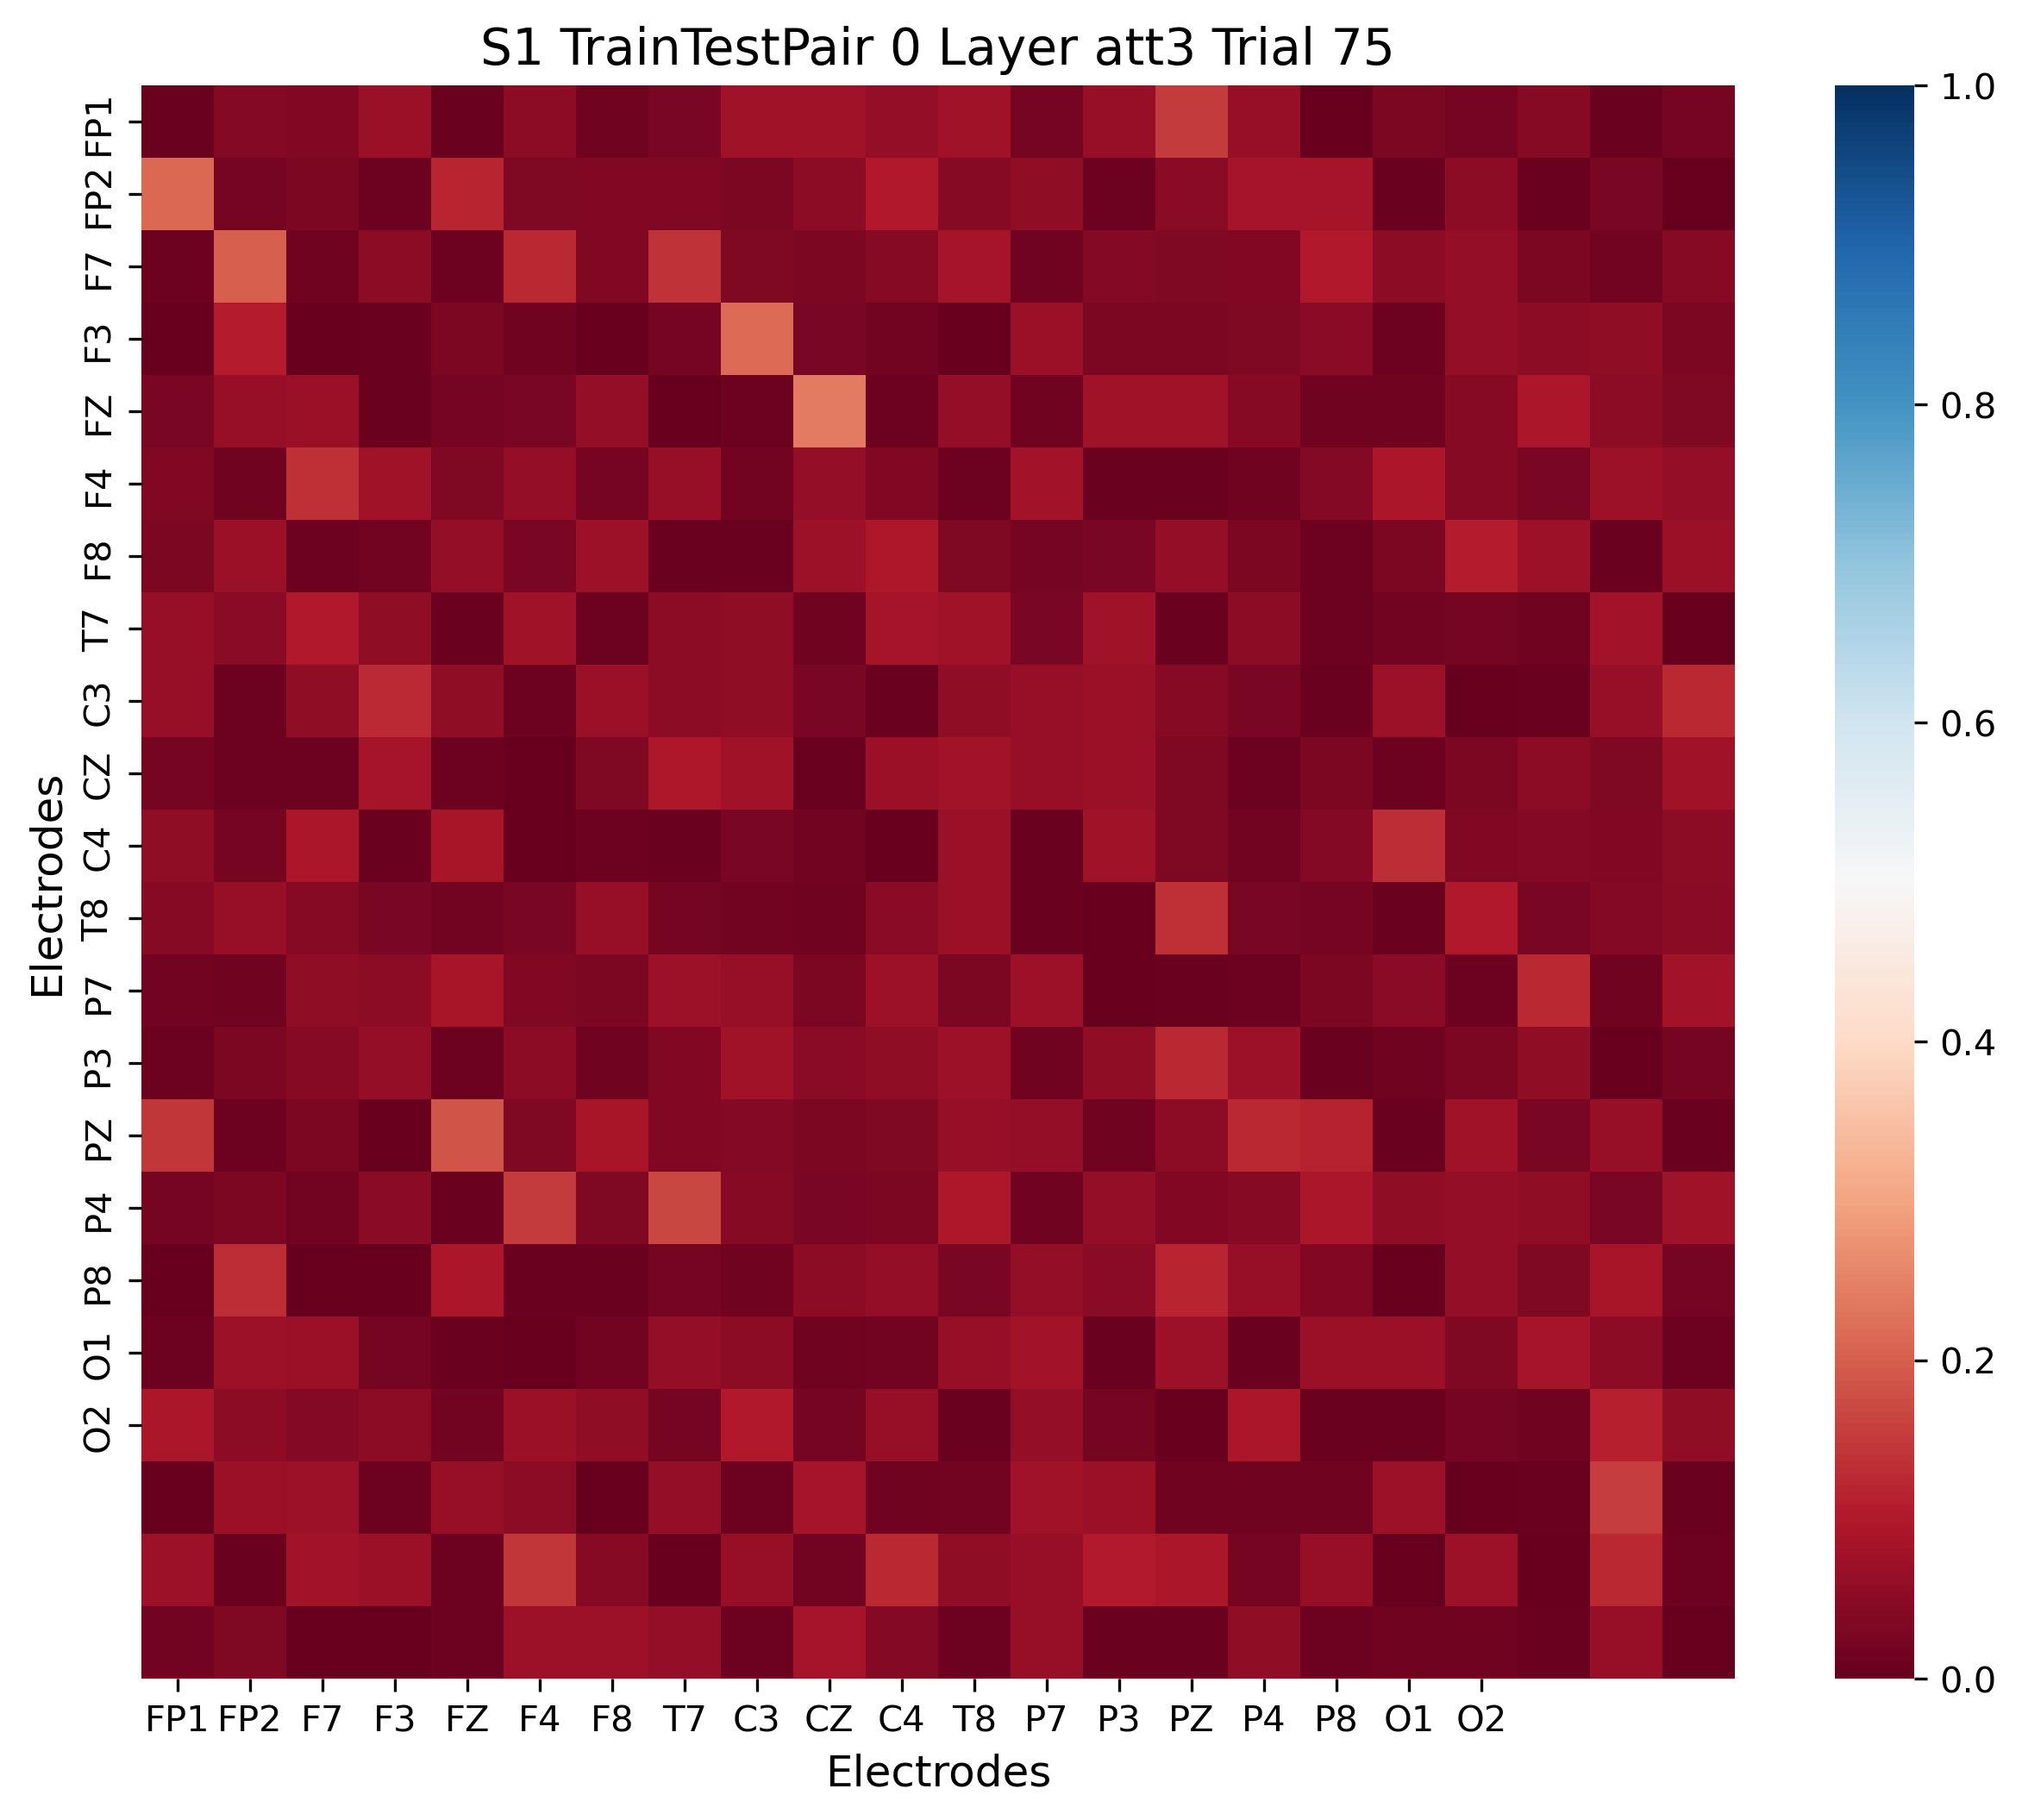 S1 TrainTestPair 0 Layer att3 Trial 75
Electrodes
FP1
FP2
F7
F3
FZ
F4
F8
T7
C3
CZ
C4
T8
P7
P3
PZ
P4
P8
O1
O2
FP1 FP2 F7 F3 FZ F4 F8 T7 C3 CZ C4 T8 P7 P3 PZ P4 P8 O1 O2
Electrodes
1.0
0.8
0.6
0.4
0.2
0.0